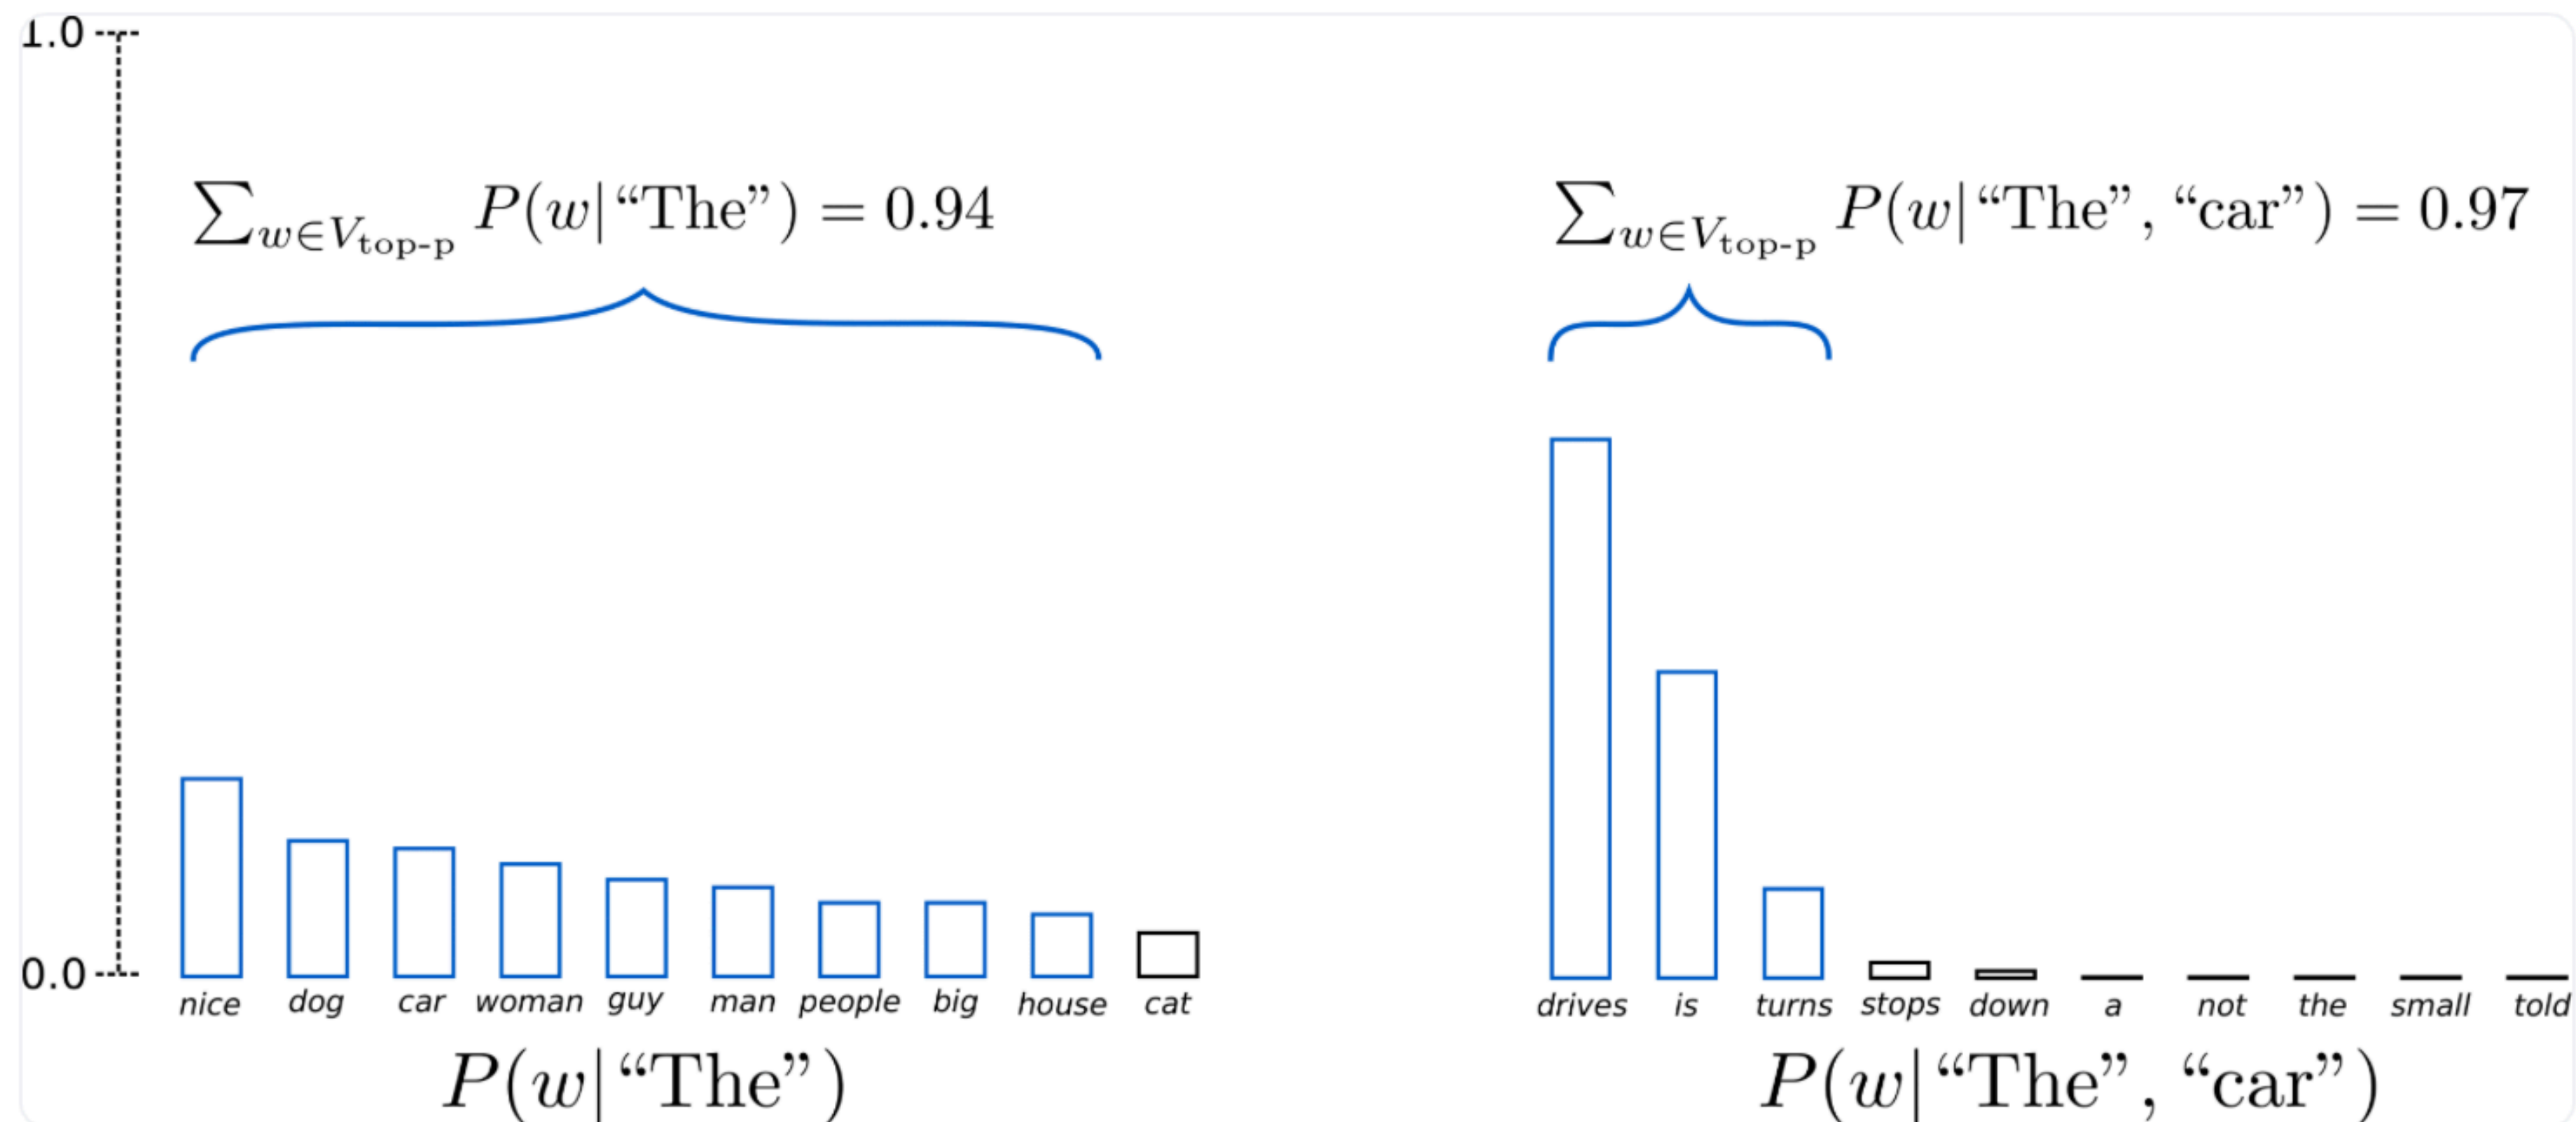 1.0
∑w∈Vtop-p P(w|“The”) = 0.94
∑w∈Vtop-p P(w|“The”, “car”) = 0.97
0.0
nice dog car woman guy man people big house cat
drives is turns stops down a not the small told
P(w|“The”)
P(w|“The”, “car”)